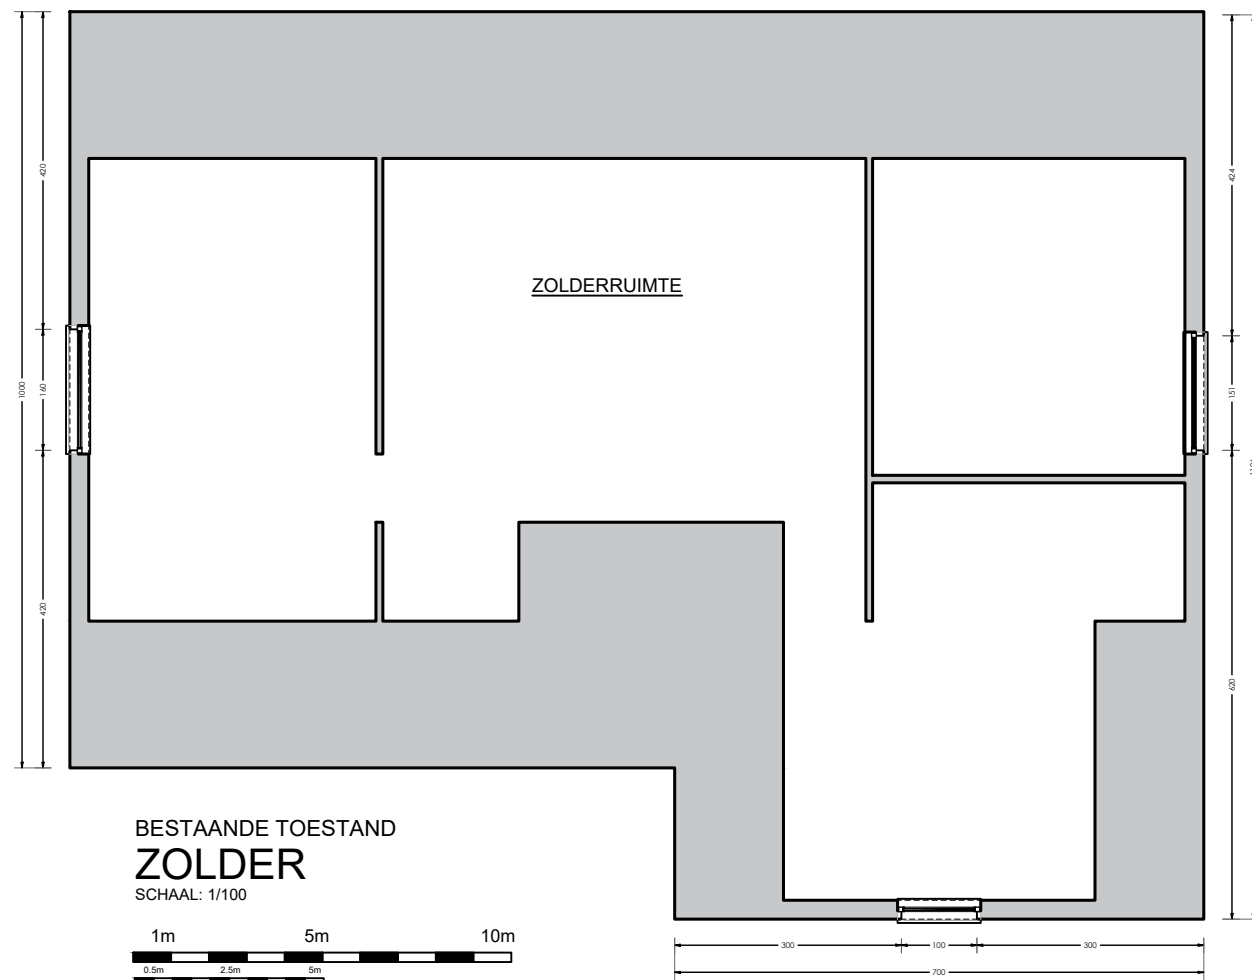 ZOLDERRUIMTE
1000
420
160
420
424
151
620
BESTAANDE TOESTAND
ZOLDER
SCHAAL: 1/100
1m 5m 10m
0.5m 2.5m 5m
300 100 300
700